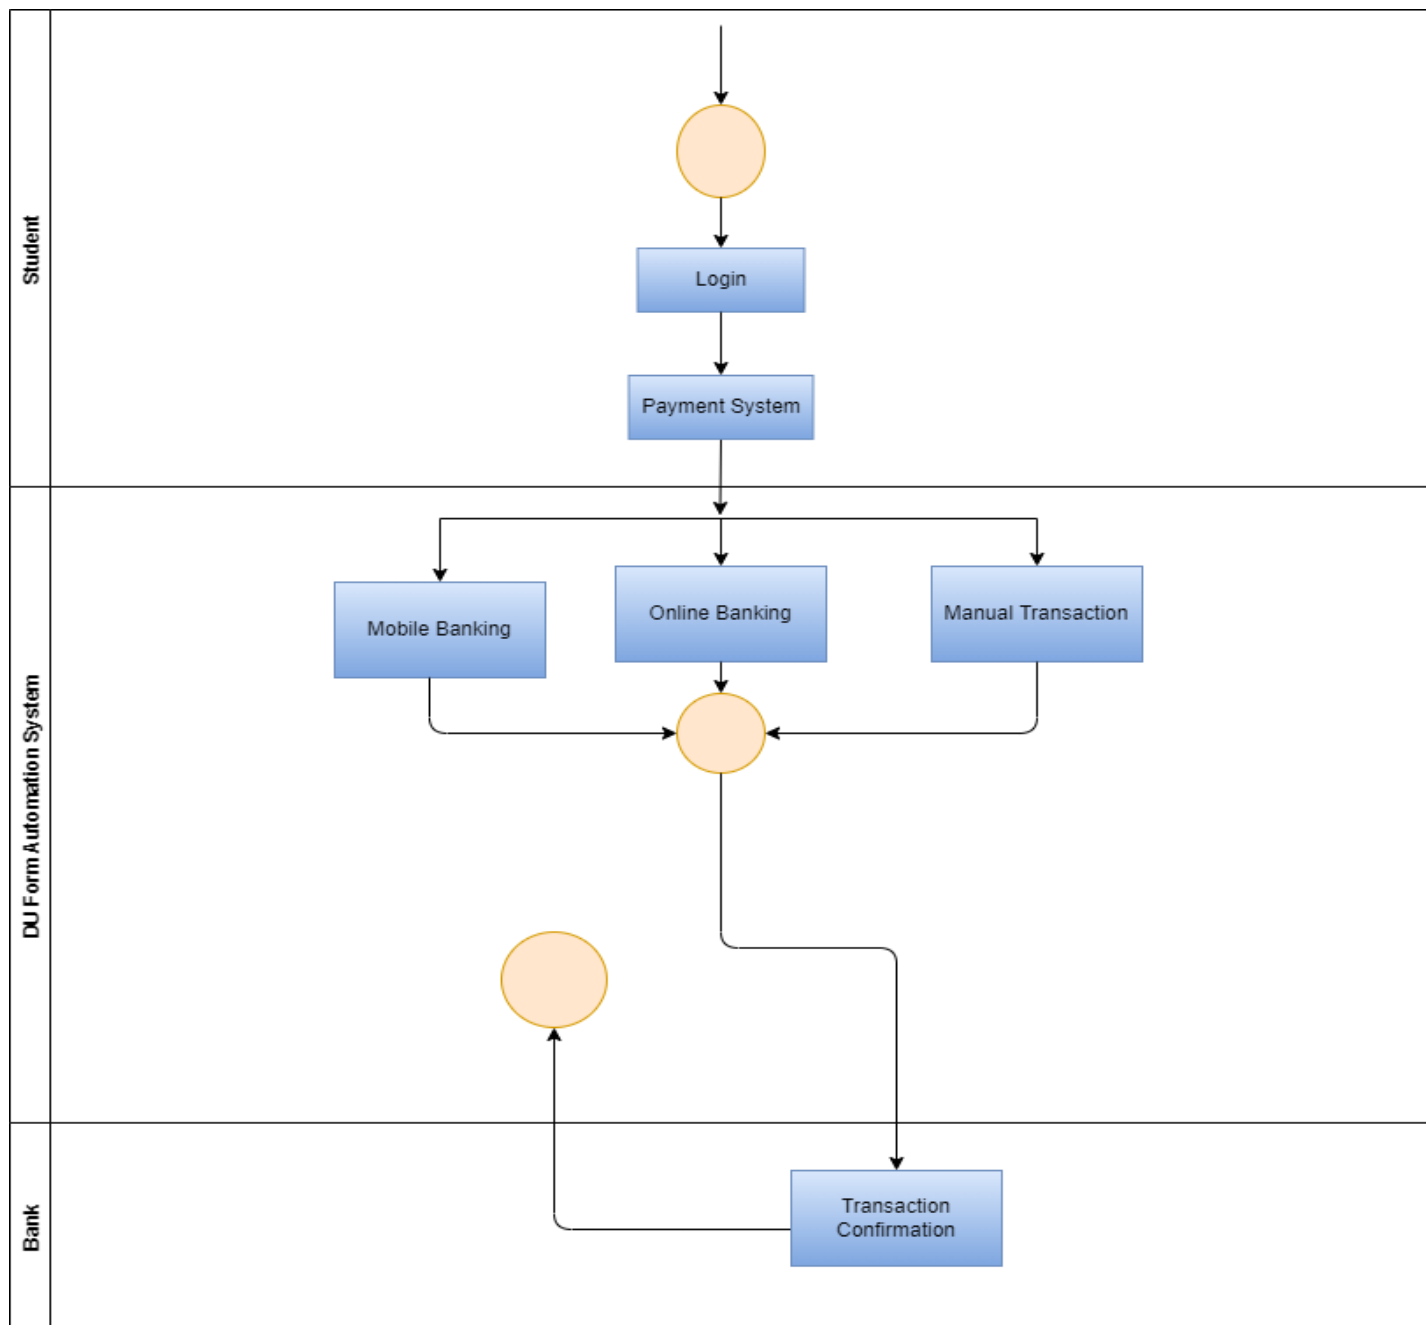 Student
Login
Payment System
DU Form Automation System
Mobile Banking
Online Banking
Manual Transaction
Bank
Transaction
Confirmation